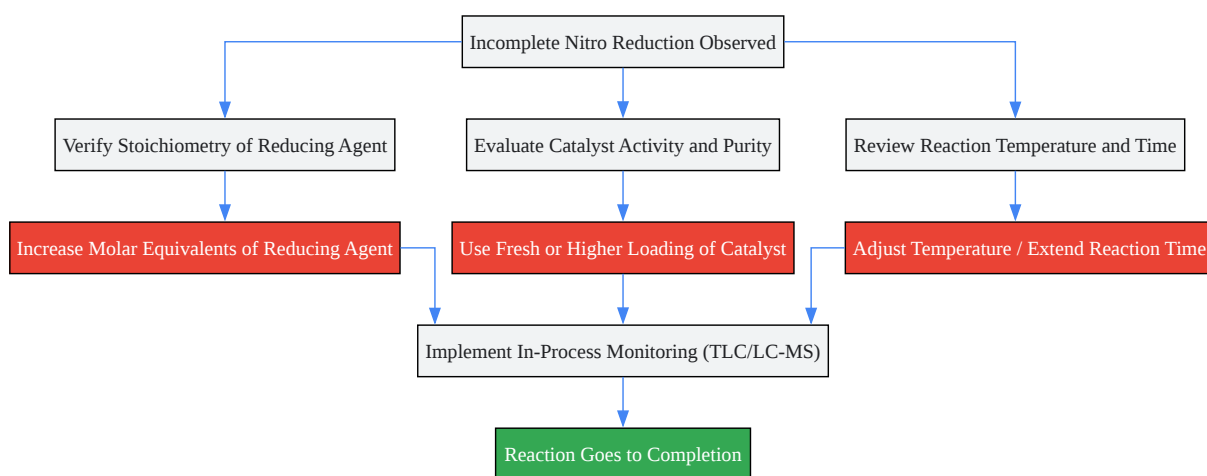 Incomplete Nitro Reduction Observed
Verify Stoichiometry of Reducing Agent
Evaluate Catalyst Activity and Purity
Review Reaction Temperature and Time
Increase Molar Equivalents of Reducing Agent
Use Fresh or Higher Loading of Catalyst
Adjust Temperature / Extend Reaction Time
Implement In-Process Monitoring (TLC/LC-MS)
Reaction Goes to Completion